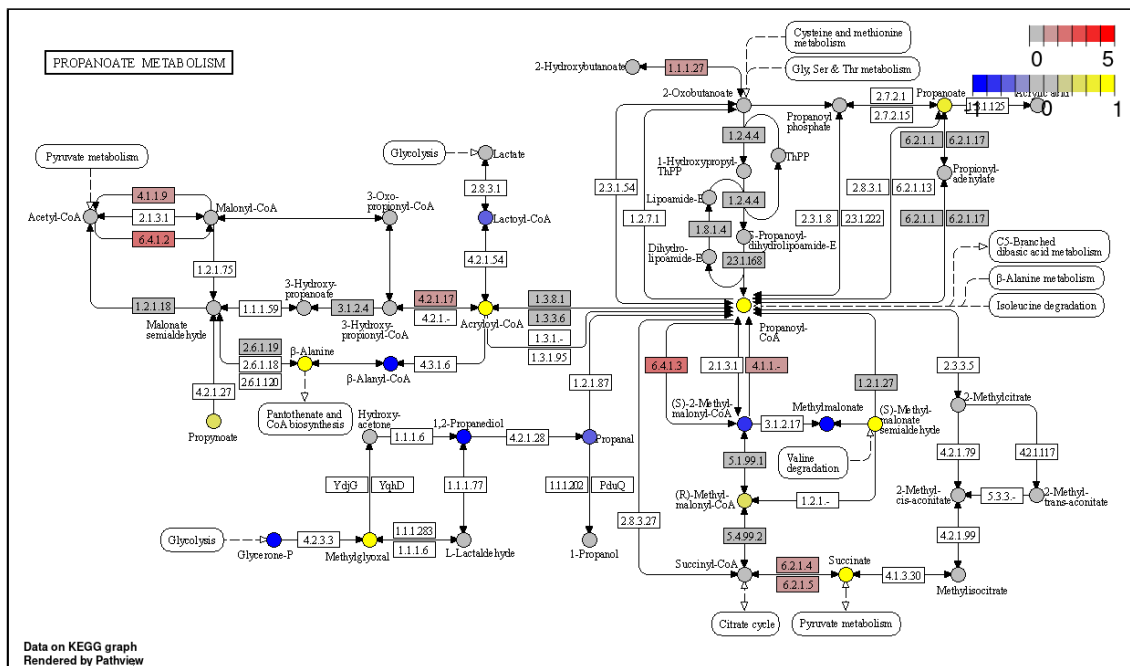 PROPANOATE METABOLISM
Cysteine and methionine
metabolism
0 5
2-Hydroxybutanoate
1.1.1.27
Gly, Ser & Thr metabolism
2-Oxobutanoate
Propanoyl
phosphate
2.7.2.1
2.7.2.15
Propanoate
-1 0 1
Pyruvate metabolism
Glycolysis
Lactate
1.2.4.4
ThPP
6.2.1.1
6.2.1.17
1-Hydroxypropyl-
ThPP
Propionyl-
adenylate
2.3.1.54
2.8.3.1
6.2.1.13
4.1.1.9
2.8.3.1
Acetyl-CoA
2.1.3.1
Malonyl-CoA
3-Oxo-
propionyl-CoA
Lactoyl-CoA
Lipoamide-E
1.2.4.4
1.2.7.1
2.3.1.8
2.3.1.222
6.2.1.1
6.2.1.17
6.4.1.2
1.8.1.4
S-Propanoyl-
dihydrolipoamide-E
Dihydro-
lipoamide-E
2.3.1.168
C5-Branched
dibasic acid metabolism
1.2.1.75
4.2.1.54
β-Alanine metabolism
3-Hydroxy-
propanoate
4.2.1.17
1.3.8.1
Isoleucine degradation
1.2.1.18
1.1.1.59
3.1.2.4
4.2.1.-
1.3.3.6
Malonate
semialdehyde
3-Hydroxy-
propionyl-CoA
Acryloyl-CoA
1.3.1.-
1.3.1.95
Propanoyl-
CoA
2.6.1.19
2.6.1.18
2.6.1.120
β-Alanine
β-Alanyl-CoA
4.3.1.6
6.4.1.3
2.1.3.1
4.1.1.-
2.3.3.5
1.2.1.87
1.2.1.27
4.2.1.27
Pantothenate and
CoA biosynthesis
(S)-2-Methyl-
malonyl-CoA
Methylmalonate
(S)-Methyl-
malonate
semialdehyde
2-Methylcitrate
Propynoate
Hydroxy-
acetone
1,2-Propanediol
3.1.2.17
1.1.1.6
4.2.1.28
Propanal
Valine
degradation
5.1.99.1
4.2.1.79
4.2.1.117
YdjG
YqhD
1.1.1.77
1.1.1.202
PduQ
(R)-Methyl-
malonyl-CoA
1.2.1.-
2-Methyl-
cis-aconitate
5.3.3.-
2-Methyl-
trans-aconitate
2.8.3.27
Glycolysis
4.2.3.3
1.1.1.283
1.1.1.6
5.4.99.2
4.2.1.99
Glycerone-P
Methylglyoxal
L-Lactaldehyde
1-Propanol
Succinyl-CoA
6.2.1.4
6.2.1.5
Succinate
4.1.3.30
Methylisocitrate
Citrate cycle
Pyruvate metabolism
Data on KEGG graph
Rendered by Pathview